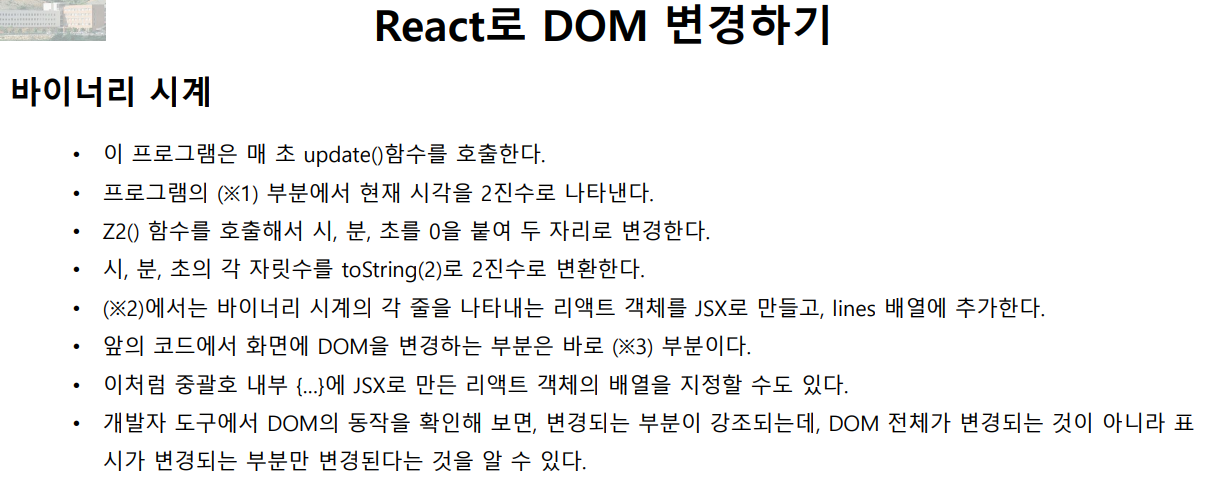 React로 DOM 변경하기
바이너리 시계
• 이 프로그램은 매 초 update()함수를 호출한다.
• 프로그램의 (※1) 부분에서 현재 시각을 2진수로 나타낸다.
• Z2() 함수를 호출해서 시, 분, 초를 0을 붙여 두 자리로 변경한다.
• 시, 분, 초의 각 자릿수를 toString(2)로 2진수로 변환한다.
• (※2)에서는 바이너리 시계의 각 줄을 나타내는 리액트 객체를 JSX로 만들고, lines 배열에 추가한다.
• 앞의 코드에서 화면에 DOM을 변경하는 부분은 바로 (※3) 부분이다.
• 이처럼 중괄호 내부 {...}에 JSX로 만든 리액트 객체의 배열을 지정할 수도 있다.
• 개발자 도구에서 DOM의 동작을 확인해 보면, 변경되는 부분이 강조되는데, DOM 전체가 변경되는 것이 아니라 표
시가 변경되는 부분만 변경된다는 것을 알 수 있다.